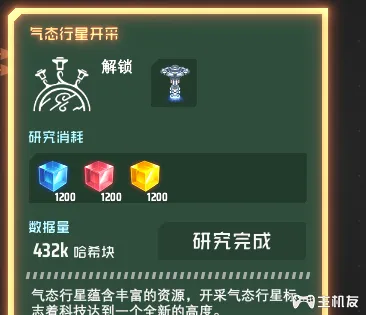 气态行星开采
解锁
研究消耗
1200 1200 1200
数据量
432k 哈希块
研究完成
气态行星蕴含丰富的资源，开采气态行星标
志着科技达到一个全新的高度。
主机友